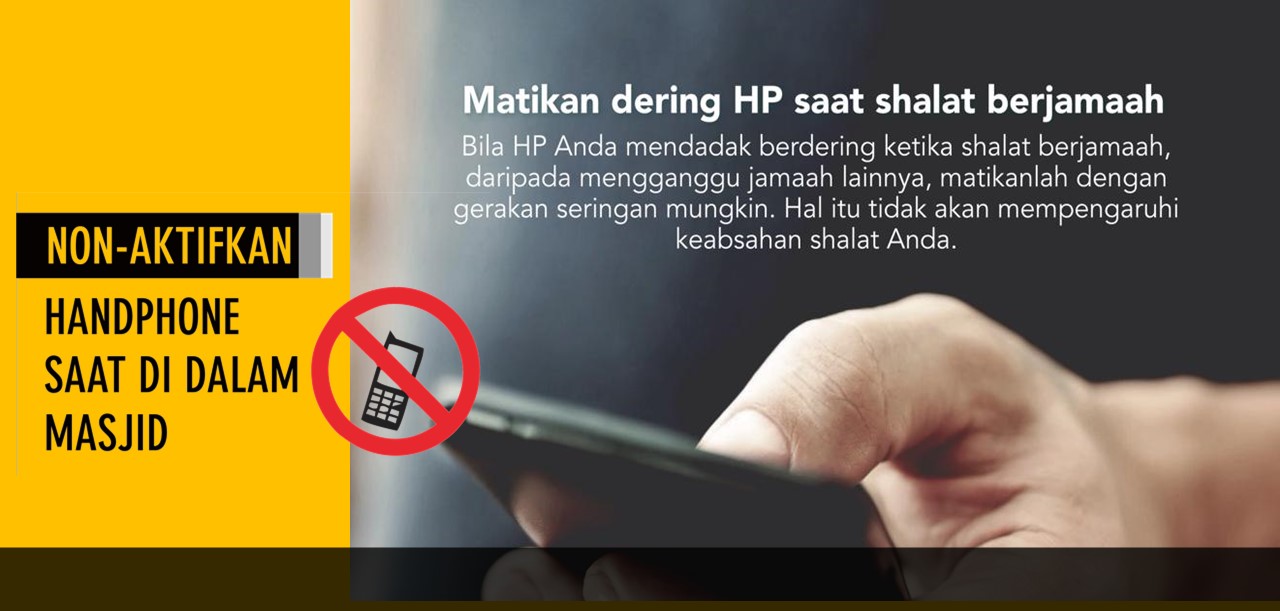 NON-AKTIFKAN
HANDPHONE
SAAT DI DALAM
MASJID
Matikan dering HP saat shalat berjamaah
Bila HP Anda mendadak berdering ketika shalat berjamaah,
daripada mengganggu jamaah lainnya, matikanlah dengan
gerakan seringan mungkin. Hal itu tidak akan mempengaruhi
keabsahan shalat Anda.